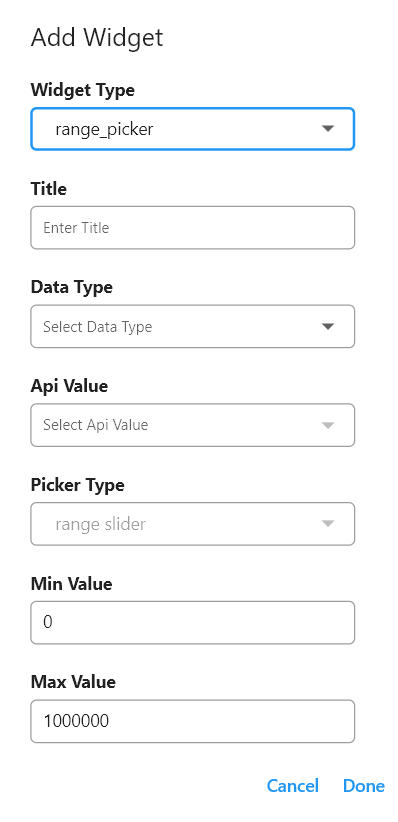 Add Widget
Widget Type
range_picker
Title
Enter Title
Data Type
Select Data Type
Api Value
Select Api Value
Picker Type
range slider
Min Value
0
Max Value
1000000
Cancel Done